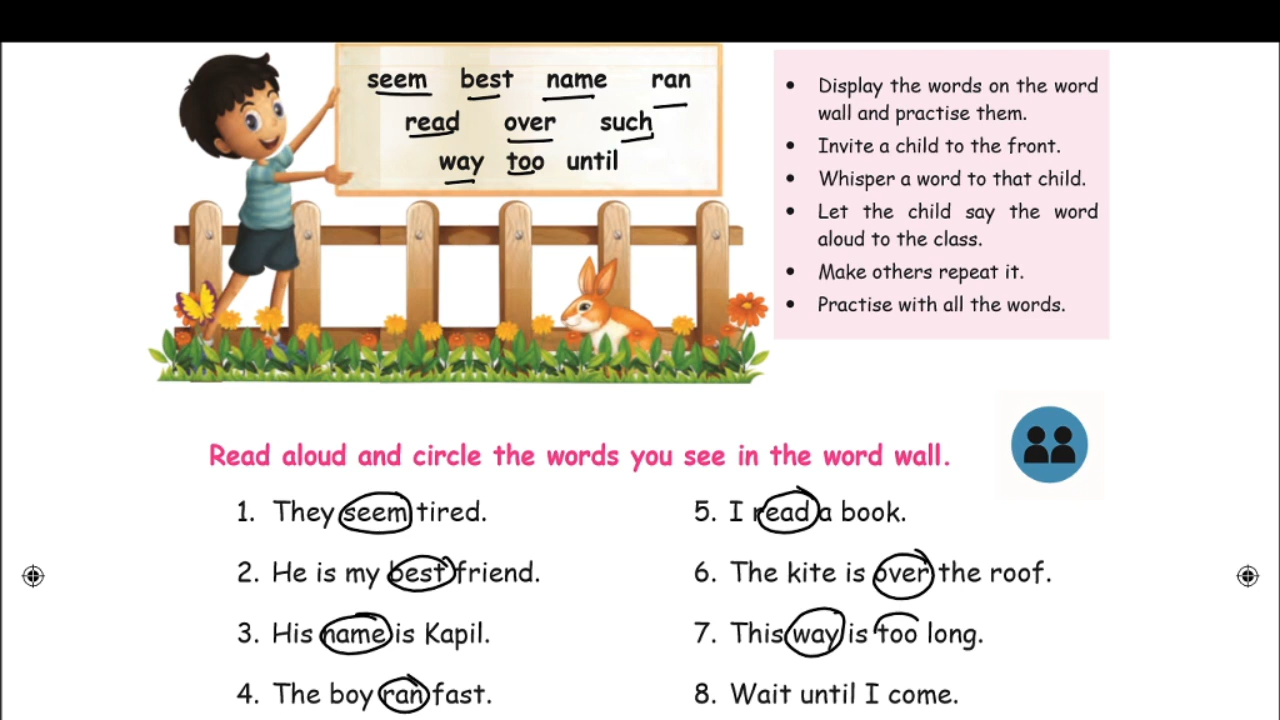 seem best name ran
read over such
way too until
• Display the words on the word
wall and practise them.
• Invite a child to the front.
• Whisper a word to that child.
• Let the child say the word
aloud to the class.
• Make others repeat it.
• Practise with all the words.
Read aloud and circle the words you see in the word wall.
1. They seem tired.
2. He is my best friend.
3. His name is Kapil.
4. The boy ran fast.
5. I read a book.
6. The kite is over the roof.
7. This way is too long.
8. Wait until I come.